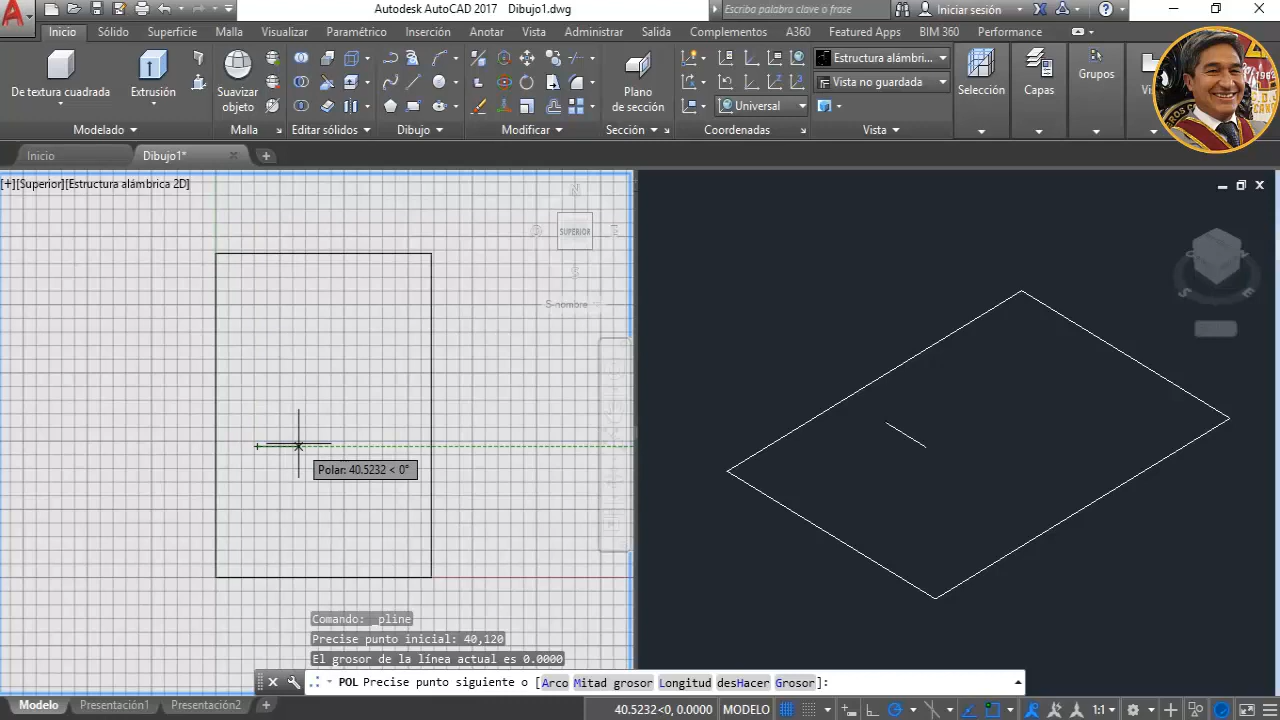 Autodesk AutoCAD 2017 Dibujo1.dwg
Escriba palabra clave o frase
Iniciar sesión
Inicio Sólido Superficie Malla Visualizar Paramétrico Inserción Anotar Vista Administrar Salida Complementos A360 Featured Apps BIM 360 Performance
De textura cuadrada
Extrusión
Suavizar objeto
Plano de sección
Universal
Estructura alámbri...
Vista no guardada
Selección
Capas
Grupos
Modelado Malla Editar sólidos Dibujo Modificar Sección Coordenadas Vista
Inicio Dibujo1*
[+][Superior][Estructura alámbrica 2D]
N
SUPERIOR
E
S
S-nombre
S E
Polar: 40.5232 < 0°
Comando: _pline
Precise punto inicial: 40,120
El grosor de la línea actual es 0.0000
POL Precise punto siguiente o [Arco Mitad grosor Longitud desHacer Grosor]:
Modelo Presentación1 Presentación2
40.5232<0, 0.0000 MODELO 1:1